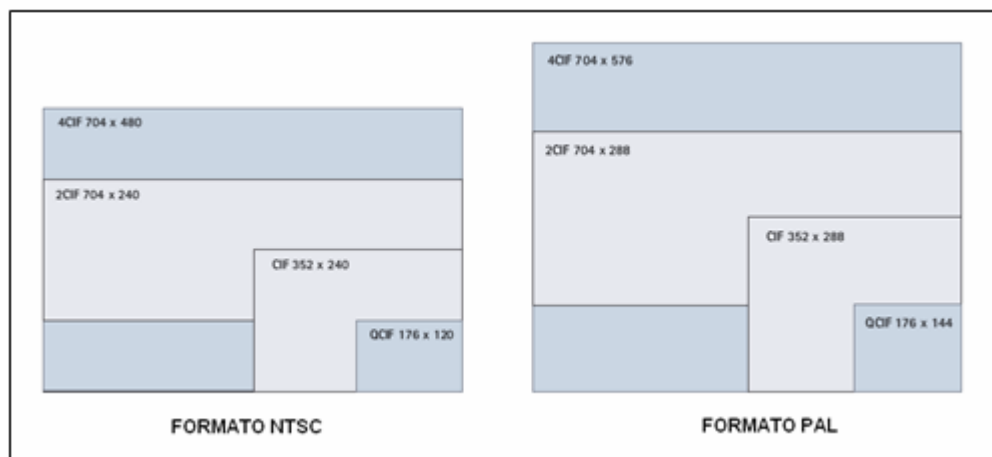 4CIF 704 x 480
2CIF 704 x 240
CIF 352 x 240
QCIF 176 x 120
FORMATO NTSC
4CIF 704 x 576
2CIF 704 x 288
CIF 352 x 288
QCIF 176 x 144
FORMATO PAL